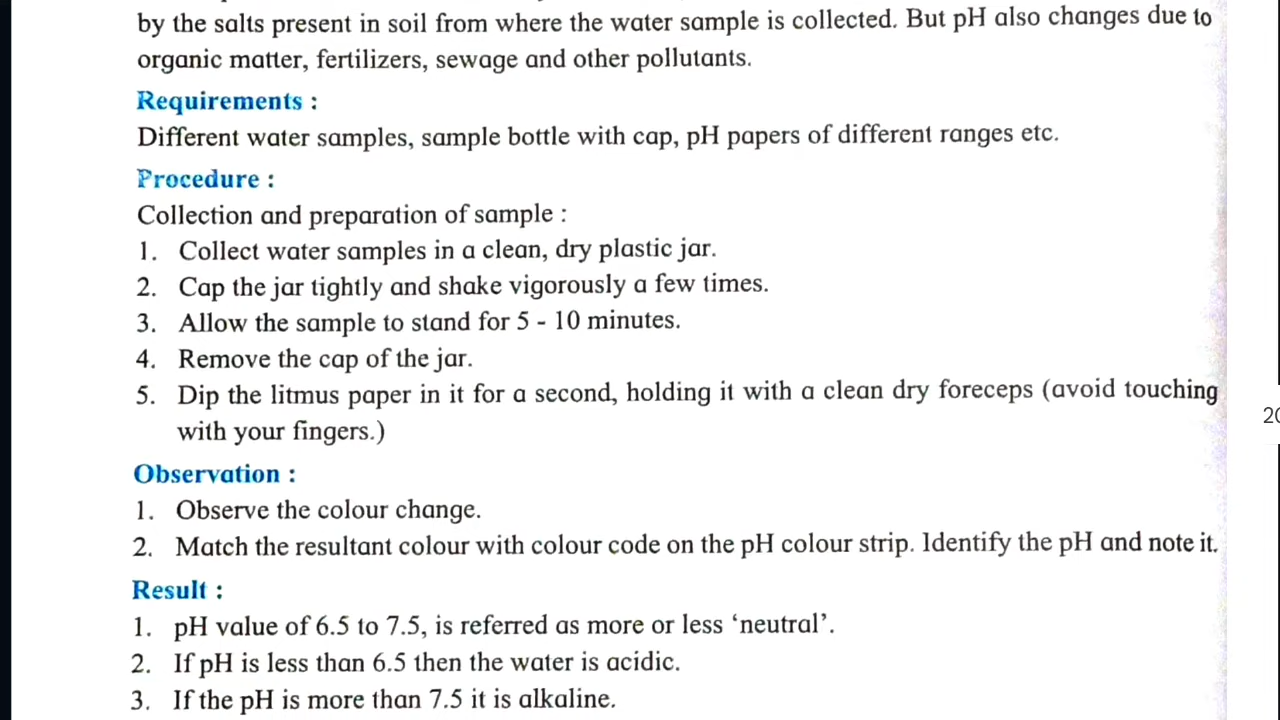 by the salts present in soil from where the water sample is collected. But pH also changes due to
organic matter, fertilizers, sewage and other pollutants.
Requirements :
Different water samples, sample bottle with cap, pH papers of different ranges etc.
Procedure :
Collection and preparation of sample :
1. Collect water samples in a clean, dry plastic jar.
2. Cap the jar tightly and shake vigorously a few times.
3. Allow the sample to stand for 5 - 10 minutes.
4. Remove the cap of the jar.
5. Dip the litmus paper in it for a second, holding it with a clean dry foreceps (avoid touching
with your fingers.)
20
Observation :
1. Observe the colour change.
2. Match the resultant colour with colour code on the pH colour strip. Identify the pH and note it.
Result :
1. pH value of 6.5 to 7.5, is referred as more or less ‘neutral’.
2. If pH is less than 6.5 then the water is acidic.
3. If the pH is more than 7.5 it is alkaline.